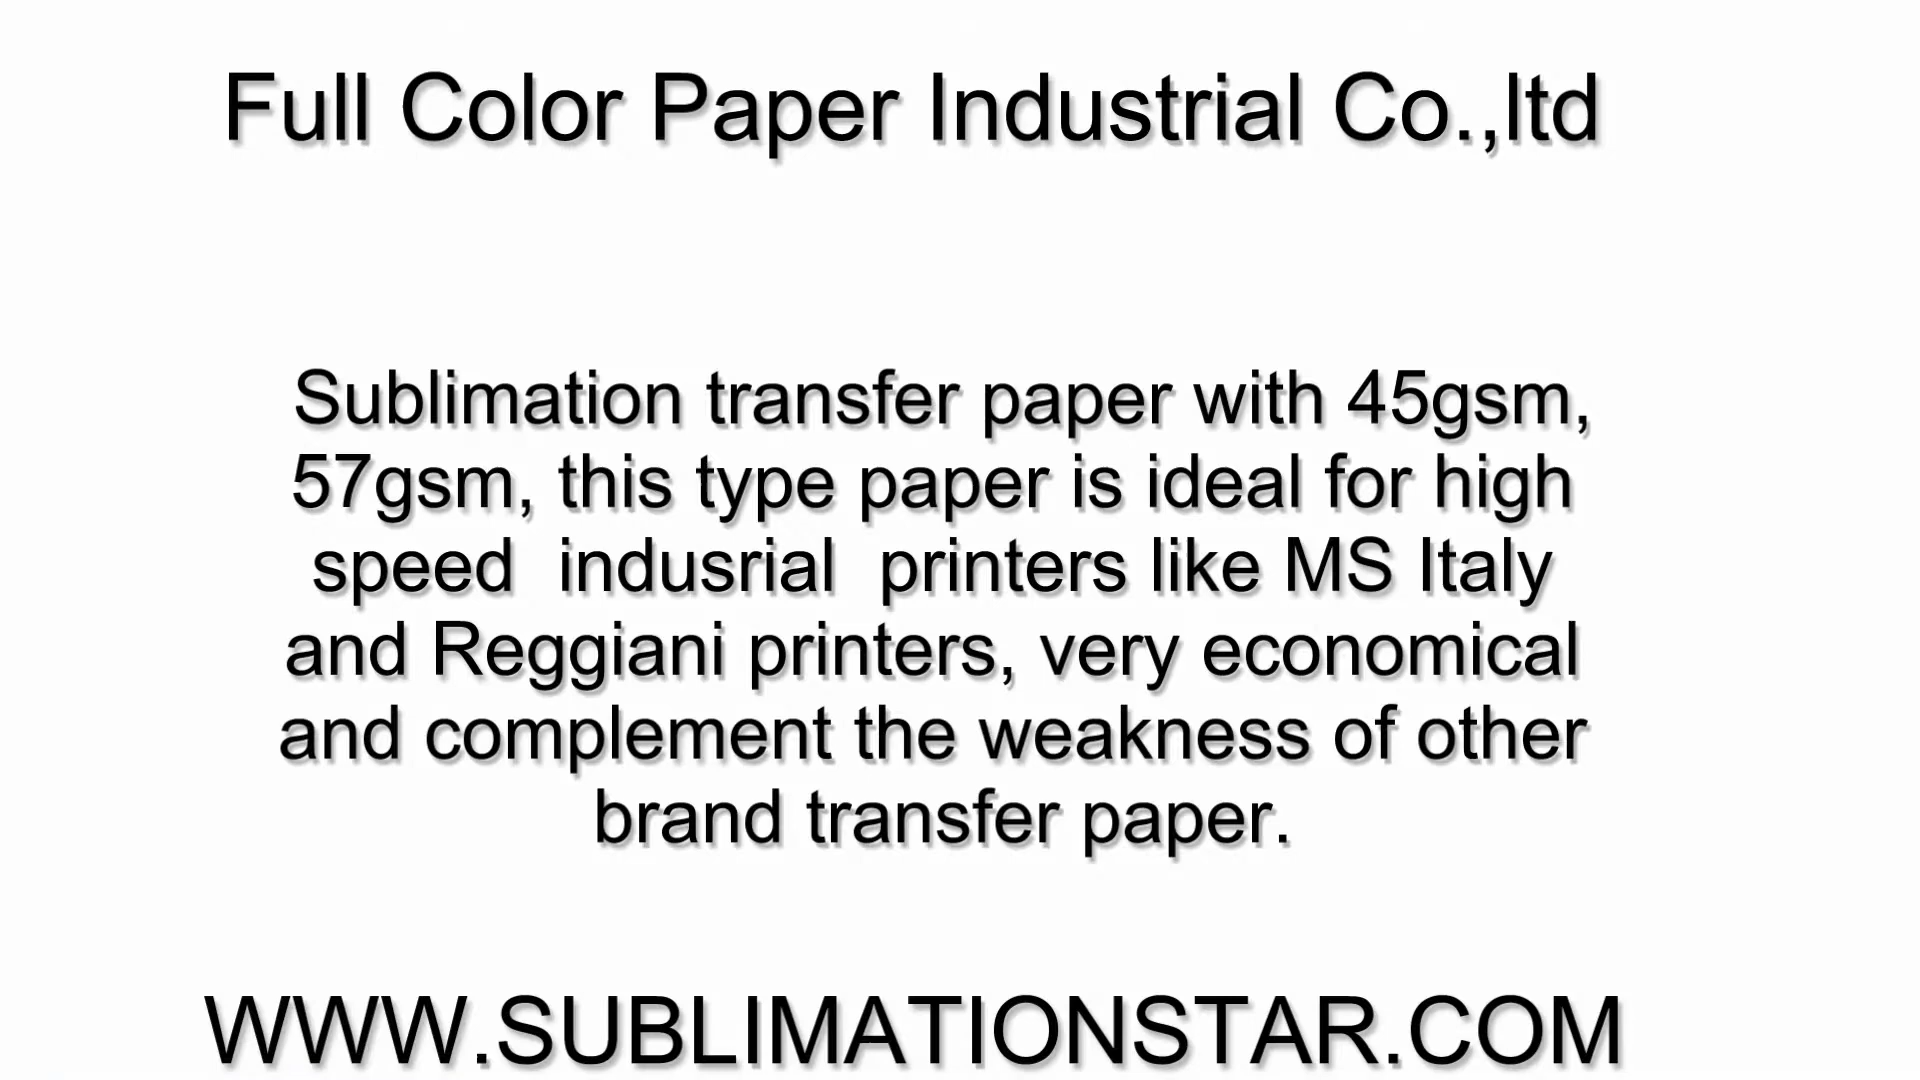 Full Color Paper Industrial Co.,ltd
Sublimation transfer paper with 45gsm,
57gsm, this type paper is ideal for high
speed  indusrial  printers like MS Italy
and Reggiani printers, very economical
and complement the weakness of other
brand transfer paper.
WWW.SUBLIMATIONSTAR.COM